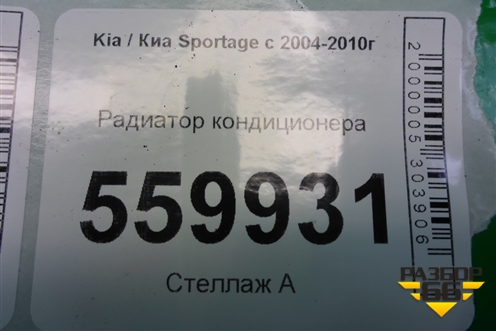 Kia / Киа Sportage с 2004-2010г
Радиатор кондиционера
559931
Стеллаж А
2000005303906
РАЗБОР
66